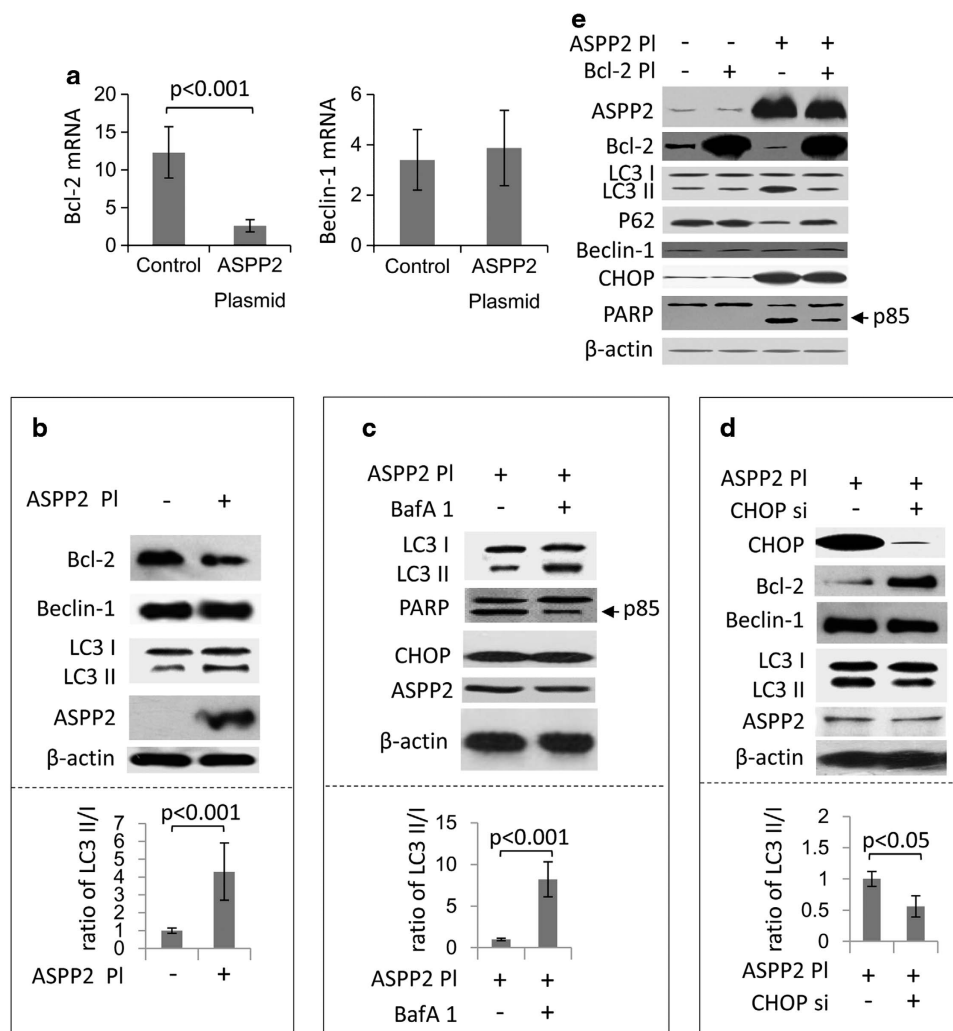 a
p<0.001
Bcl-2 mRNA
20
15
10
5
0
Control ASPP2
Plasmid
Beclin-1 mRNA
6
4
2
0
Control ASPP2
Plasmid
e
ASPP2 Pl - - + +
Bcl-2 Pl - + - +
ASPP2
Bcl-2
LC3 I
LC3 II
P62
Beclin-1
CHOP
PARP
p85
β-actin
b
ASPP2 Pl - +
Bcl-2
Beclin-1
LC3 I
LC3 II
ASPP2
β-actin
ratio of LC3 II/I
7
6
5
4
3
2
1
0
p<0.001
ASPP2 Pl - +
c
ASPP2 Pl + +
BafA 1 - +
LC3 I
LC3 II
PARP
p85
CHOP
ASPP2
β-actin
ratio of LC3 II/I
15
10
5
0
p<0.001
ASPP2 Pl + +
BafA 1 - +
d
ASPP2 Pl + +
CHOP si - +
CHOP
Bcl-2
Beclin-1
LC3 I
LC3 II
ASPP2
β-actin
ratio of LC3 II/I
2
1.5
1
0.5
0
p<0.05
ASPP2 Pl + +
CHOP si - +